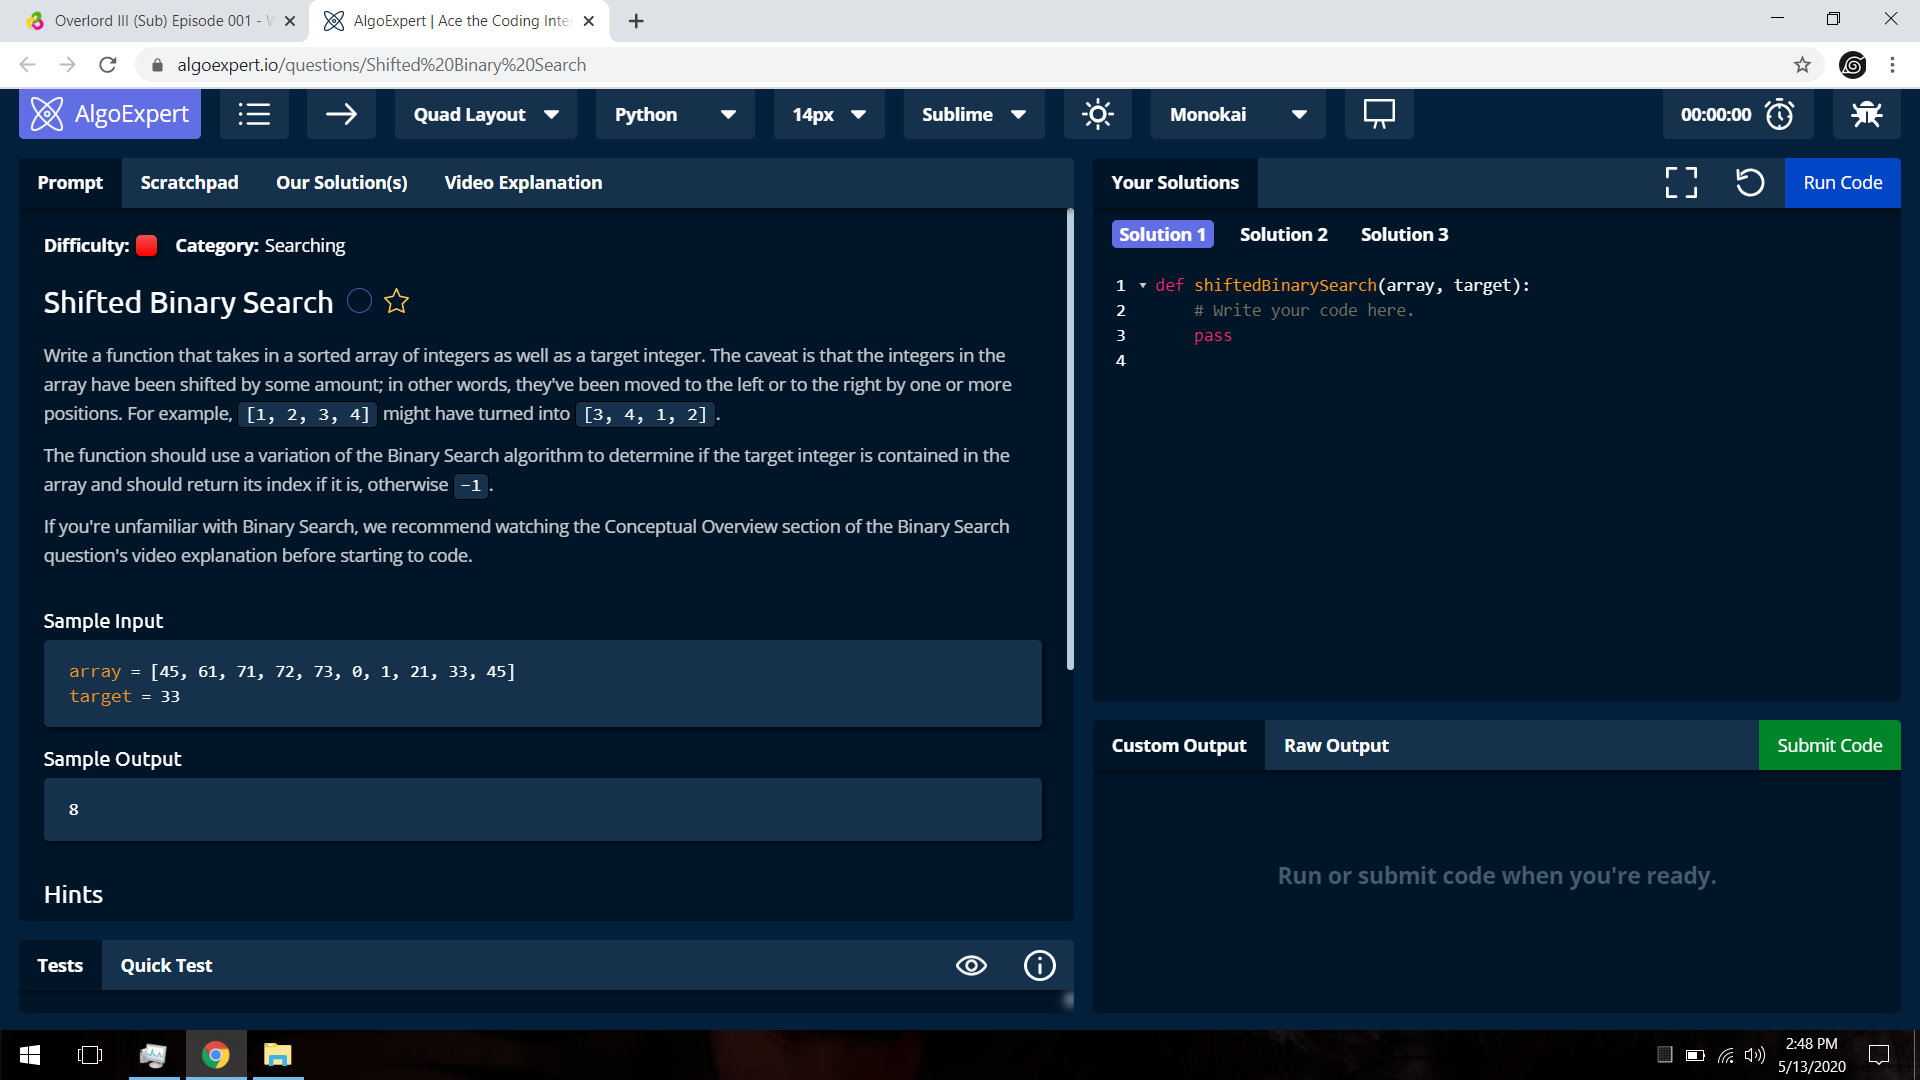 Overlord III (Sub) Episode 001 -
AlgoExpert | Ace the Coding Inte
algoexpert.io/questions/Shifted%20Binary%20Search
AlgoExpert
Quad Layout
Python
14px
Sublime
Monokai
00:00:00
Prompt
Scratchpad
Our Solution(s)
Video Explanation
Difficulty: Category: Searching
Shifted Binary Search
Write a function that takes in a sorted array of integers as well as a target integer. The caveat is that the integers in the
array have been shifted by some amount; in other words, they've been moved to the left or to the right by one or more
positions. For example, [1, 2, 3, 4] might have turned into [3, 4, 1, 2] .
The function should use a variation of the Binary Search algorithm to determine if the target integer is contained in the
array and should return its index if it is, otherwise -1 .
If you're unfamiliar with Binary Search, we recommend watching the Conceptual Overview section of the Binary Search
question's video explanation before starting to code.
Sample Input
array = [45, 61, 71, 72, 73, 0, 1, 21, 33, 45]
target = 33
Sample Output
8
Hints
Tests
Quick Test
Your Solutions
Run Code
Solution 1
Solution 2
Solution 3
1 def shiftedBinarySearch(array, target):
2 # Write your code here.
3 pass
4
Custom Output
Raw Output
Submit Code
Run or submit code when you're ready.
2:48 PM
5/13/2020